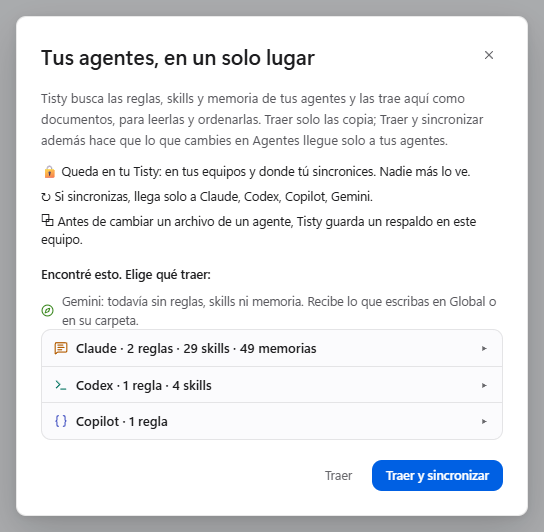 Tus agentes, en un solo lugar
Tisty busca las reglas, skills y memoria de tus agentes y las trae aquí como
documentos, para leerlas y ordenarlas. Traer solo las copia; Traer y sincronizar
además hace que lo que cambies en Agentes llegue solo a tus agentes.
Queda en tu Tisty: en tus equipos y donde tú sincronices. Nadie más lo ve.
Si sincronizas, llega solo a Claude, Codex, Copilot, Gemini.
Antes de cambiar un archivo de un agente, Tisty guarda un respaldo en este
equipo.
Encontré esto. Elige qué traer:
Gemini: todavía sin reglas, skills ni memoria. Recibe lo que escribas en Global o
en su carpeta.
Claude · 2 reglas · 29 skills · 49 memorias
Codex · 1 regla · 4 skills
Copilot · 1 regla
Traer
Traer y sincronizar